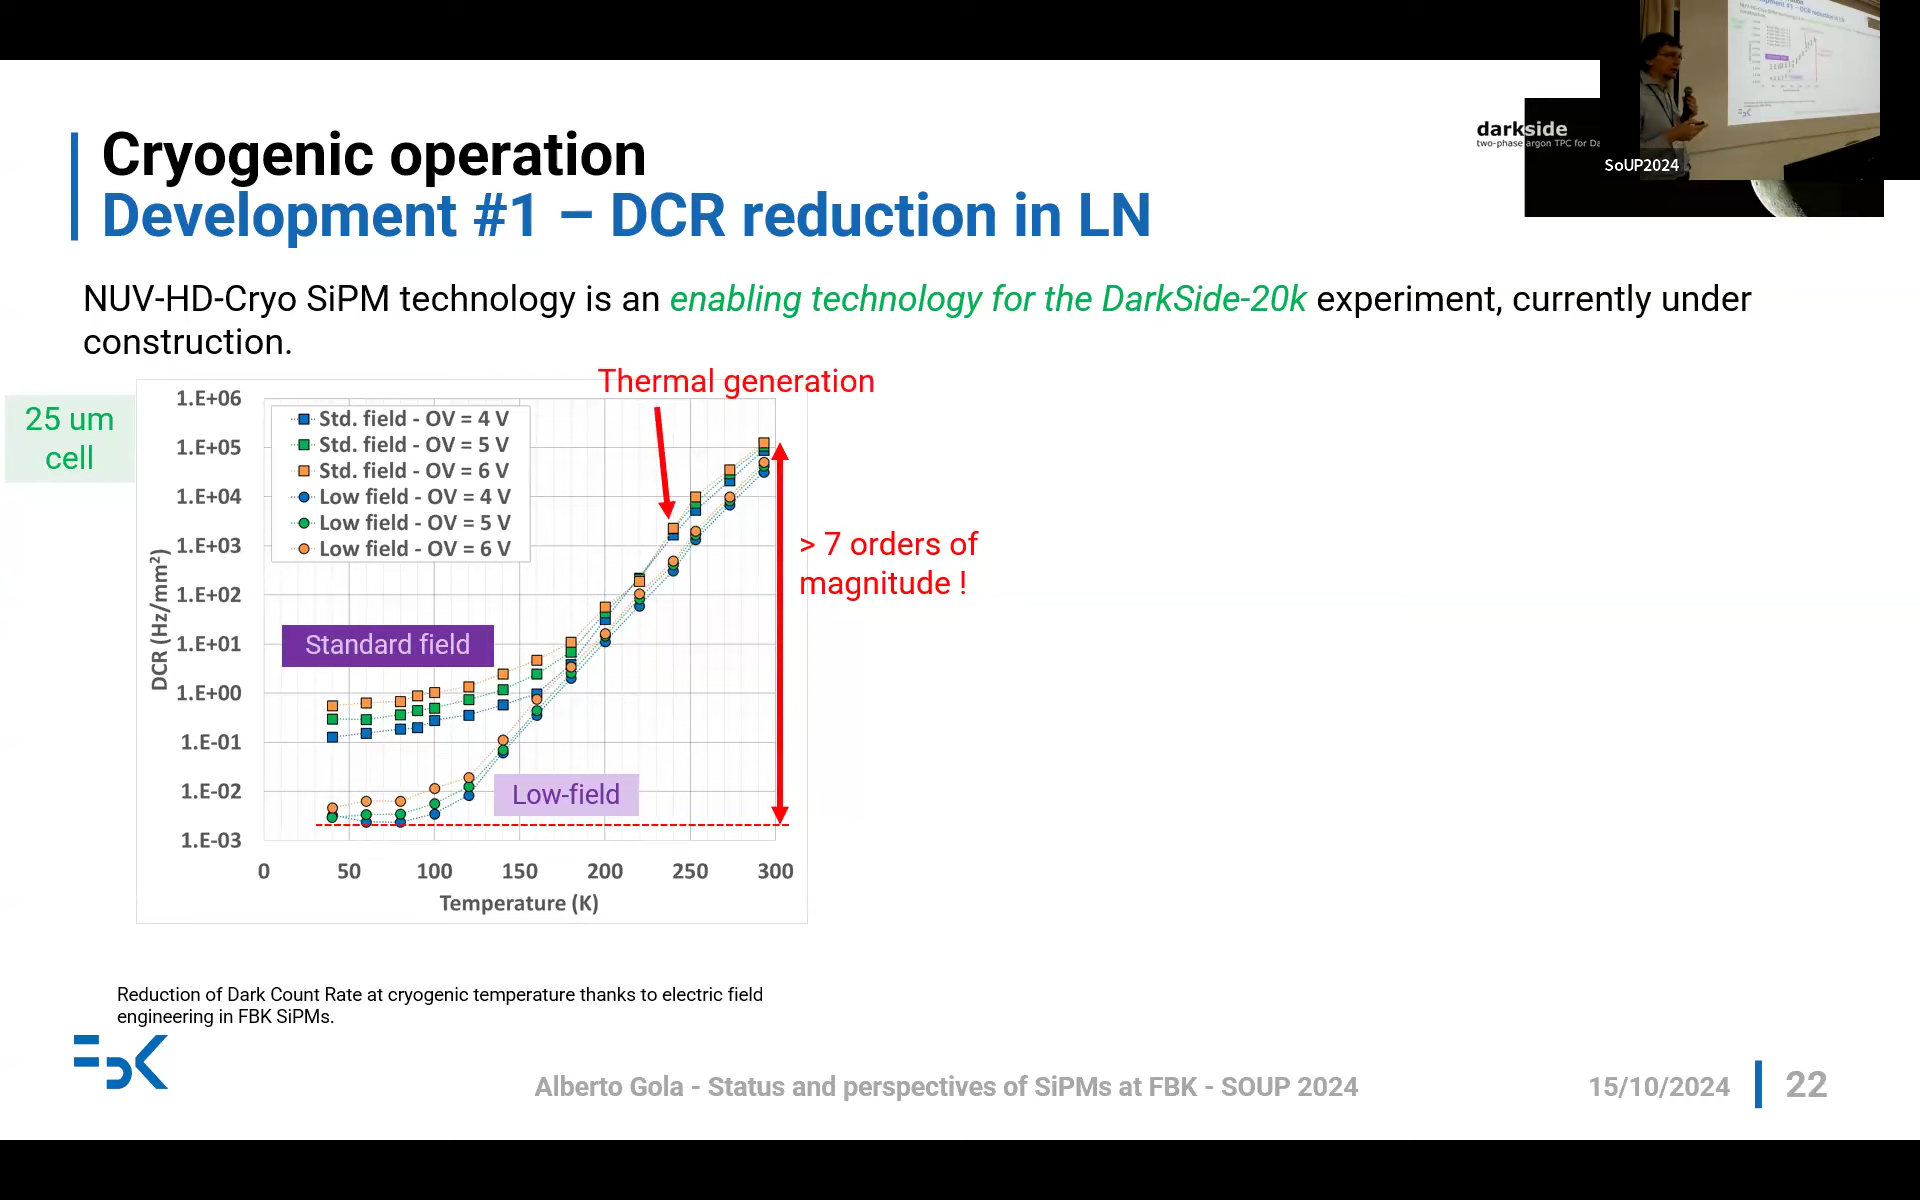 Cryogenic operation
Development #1 – DCR reduction in LN
darkside
two-phase argon TPC for Da
SoUP2024
NUV-HD-Cryo SiPM technology is an enabling technology for the DarkSide-20k experiment, currently under
construction.
25 um
cell
Thermal generation
1.E+06
1.E+05
1.E+04
1.E+03
1.E+02
1.E+01
1.E+00
1.E-01
1.E-02
1.E-03
DCR (Hz/mm²)
Std. field - OV = 4 V
Std. field - OV = 5 V
Std. field - OV = 6 V
Low field - OV = 4 V
Low field - OV = 5 V
Low field - OV = 6 V
> 7 orders of
magnitude !
Standard field
Low-field
0 50 100 150 200 250 300
Temperature (K)
Reduction of Dark Count Rate at cryogenic temperature thanks to electric field
engineering in FBK SiPMs.
FBK
Alberto Gola - Status and perspectives of SiPMs at FBK - SOUP 2024
15/10/2024
22